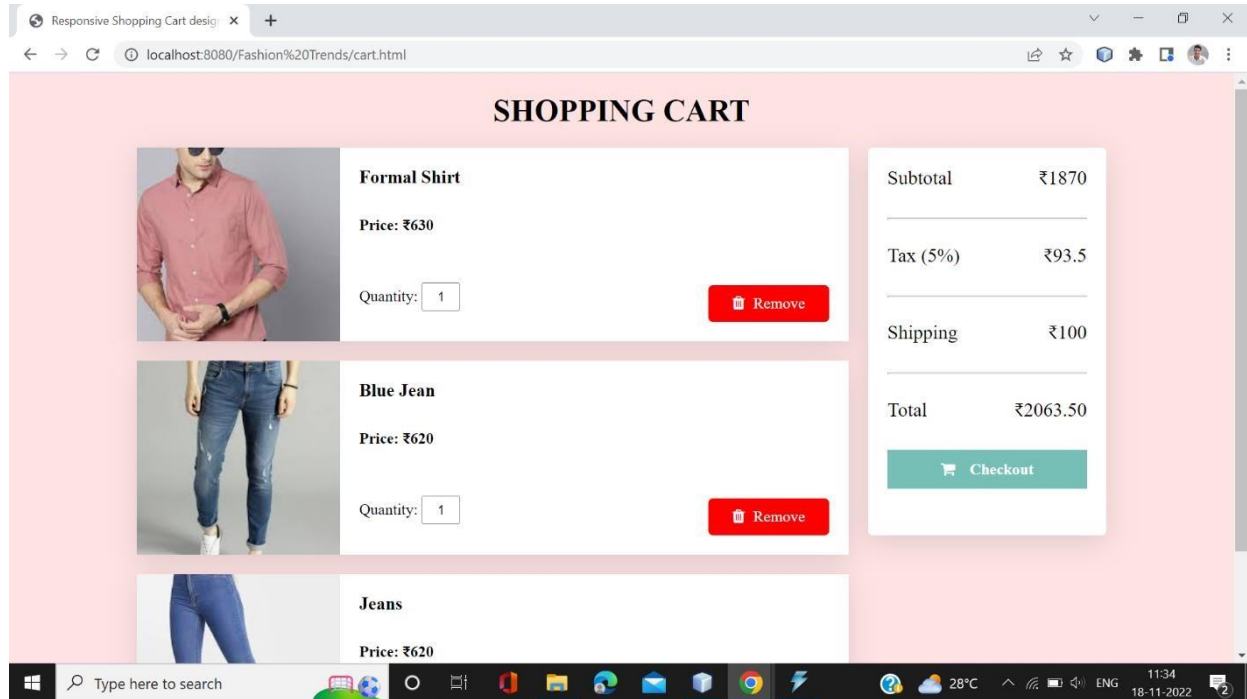 Responsive Shopping Cart desig
localhost:8080/Fashion%20Trends/cart.html
SHOPPING CART
Formal Shirt
Price: ₹630
Quantity: 1
Remove
Blue Jean
Price: ₹620
Quantity: 1
Remove
Jeans
Price: ₹620
Subtotal ₹1870
Tax (5%) ₹93.5
Shipping ₹100
Total ₹2063.50
Checkout
Type here to search
28°C
ENG
11:34
18-11-2022
2